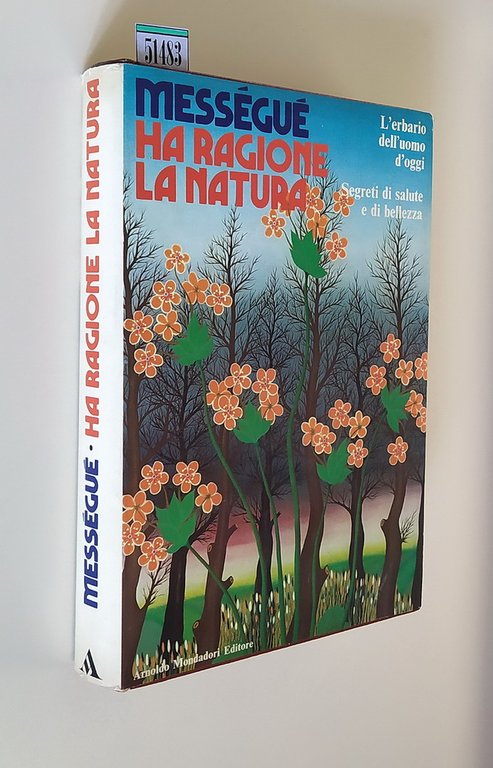 51483
MESSÉGUÉ
HA RAGIONE
LA NATURA
L'erbario
dell'uomo
d'oggi
Segreti di salute
e di bellezza
Arnoldo Mondadori Editore
MESSÉGUÉ · HA RAGIONE LA NATURA